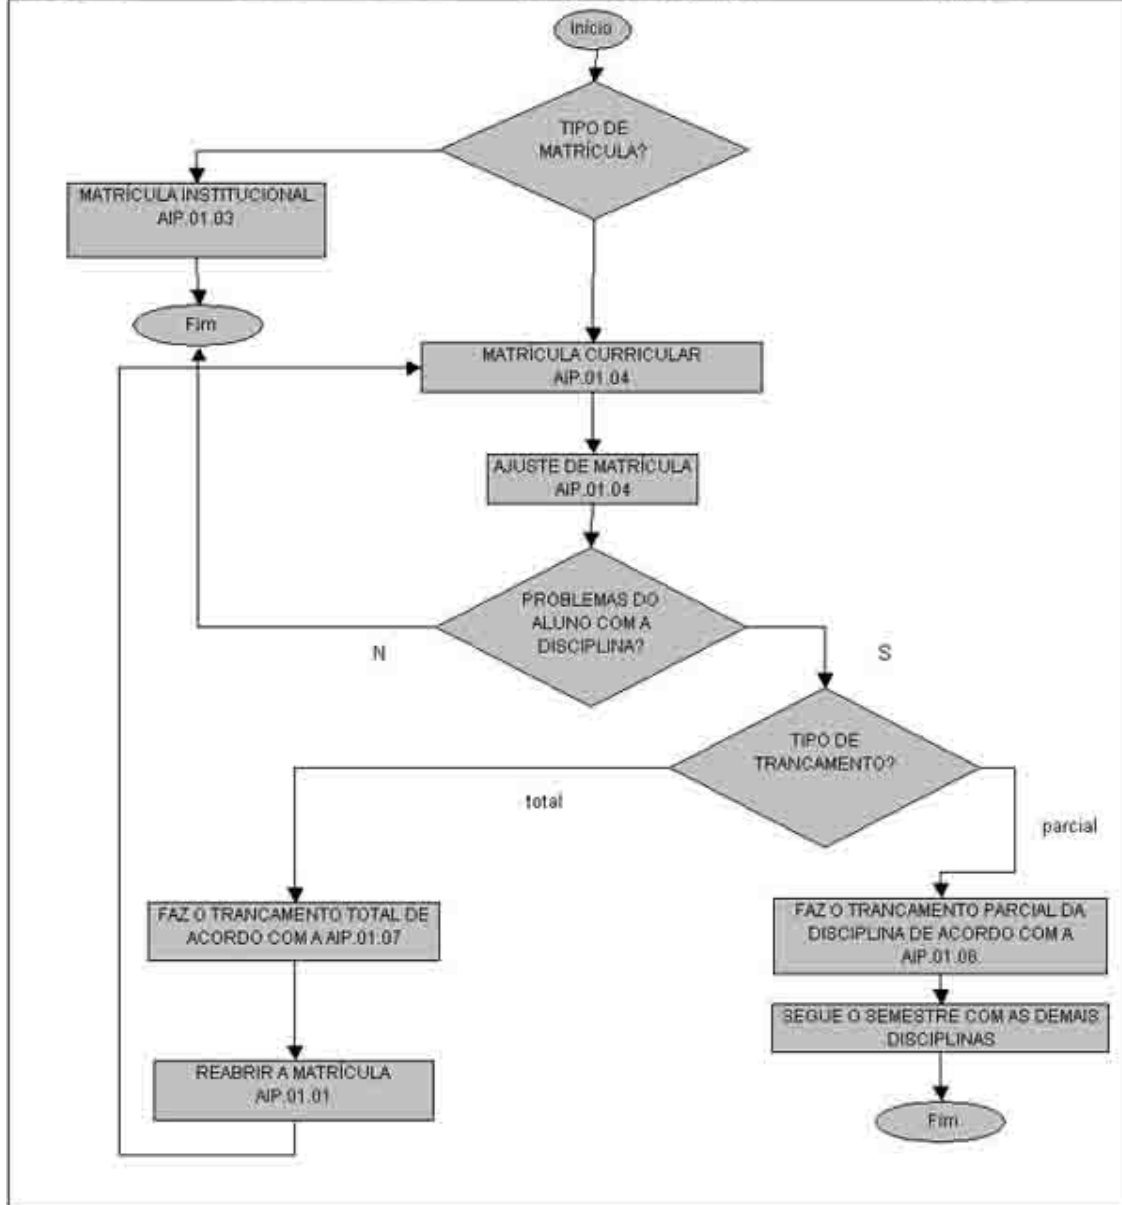 Início
TIPO DE
MATRÍCULA?
MATRÍCULA INSTITUCIONAL
AIP.01.03
Fim
MATRÍCULA CURRICULAR
AIP.01.04
AJUSTE DE MATRÍCULA
AIP.01.04
PROBLEMAS DO
ALUNO COM A
DISCIPLINA?
N
S
TIPO DE
TRANCAMENTO?
total
parcial
FAZ O TRANCAMENTO TOTAL DE
ACORDO COM A AIP.01.07
FAZ O TRANCAMENTO PARCIAL DA
DISCIPLINA DE ACORDO COM A
AIP.01.06
SEGUE O SEMESTRE COM AS DEMAIS
DISCIPLINAS
REABRIR A MATRÍCULA
AIP.01.01
Fim